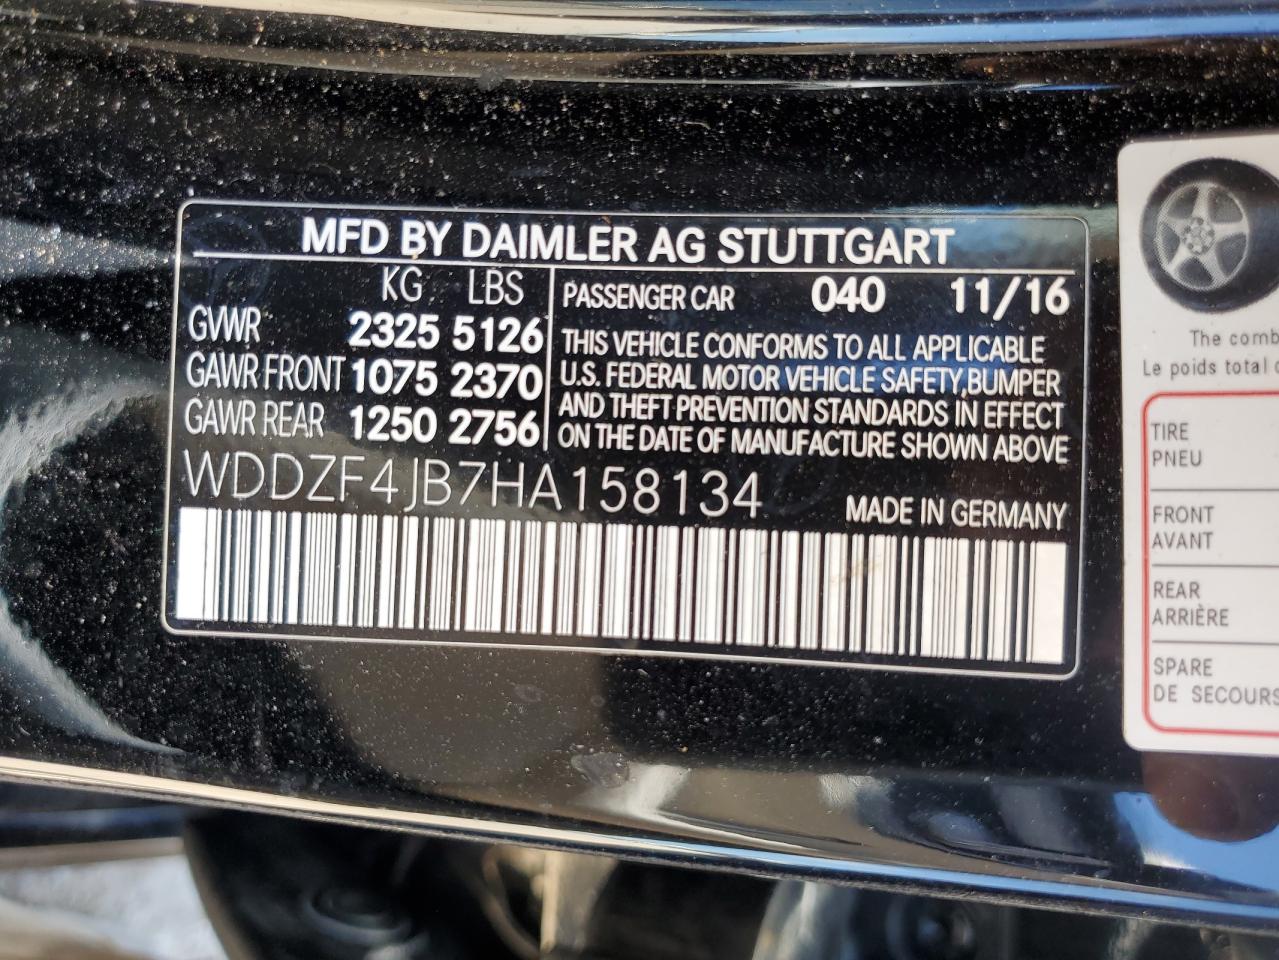 MFD BY DAIMLER AG STUTTGART
KG LBS
GVWR 2325 5126
GAWR FRONT 1075 2370
GAWR REAR 1250 2756
PASSENGER CAR 040 11/16
THIS VEHICLE CONFORMS TO ALL APPLICABLE
U.S. FEDERAL MOTOR VEHICLE SAFETY, BUMPER
AND THEFT PREVENTION STANDARDS IN EFFECT
ON THE DATE OF MANUFACTURE SHOWN ABOVE
WDDZF4JB7HA158134
MADE IN GERMANY
The comb
Le poids total
TIRE
PNEU
FRONT
AVANT
REAR
ARRIÈRE
SPARE
DE SECOURS